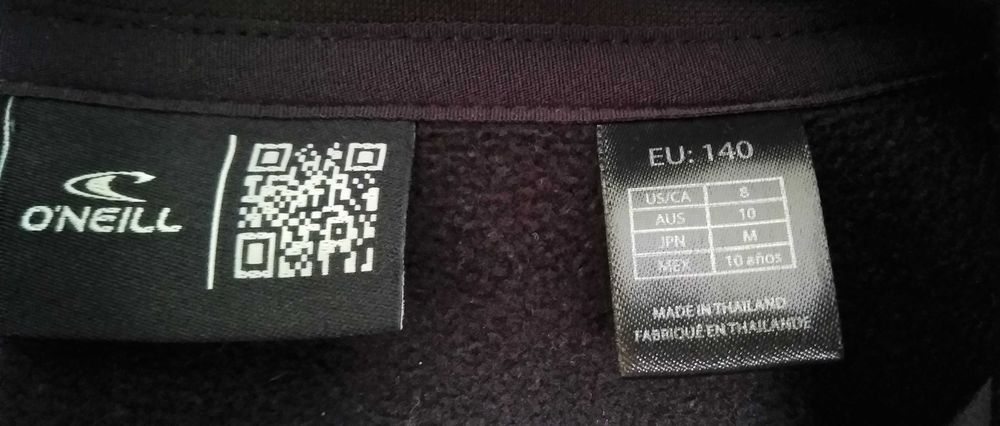 O'NEILL
EU: 140
US/CA 8
AUS 10
JPN M
MEX 10 años
MADE IN THAILAND
FABRIQUÉ EN THAILANDE